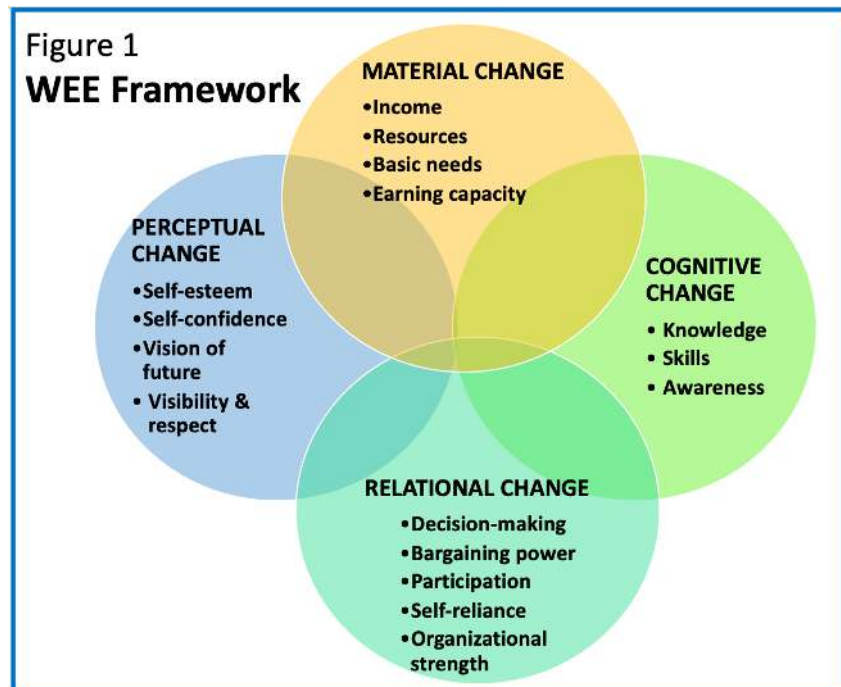 Figure 1
WEE Framework
MATERIAL CHANGE
•Income
•Resources
•Basic needs
•Earning capacity
PERCEPTUAL
CHANGE
•Self-esteem
•Self-confidence
•Vision of
future
• Visibility &
respect
COGNITIVE
CHANGE
• Knowledge
• Skills
• Awareness
RELATIONAL CHANGE
•Decision-making
•Bargaining power
•Participation
•Self-reliance
•Organizational
strength